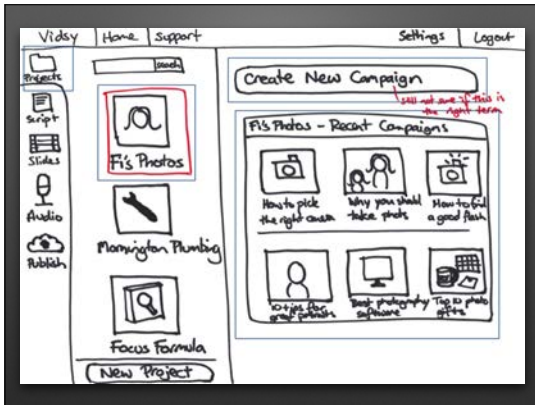 Vidsy Home Support Settings Logout
Projects
Script
Slides
Audio
Publish
search
Fi's Photos
Mornington Plumbing
Focus Formula
New Project
Create New Campaign
still not sure if this is
the right term
Fi's Photos - Recent Campaigns
How to pick
the right camera
Why you should
take photos
How to find
a good flash
10 tips for
great portraits
Best photography
software
Top 10 photo
gifts